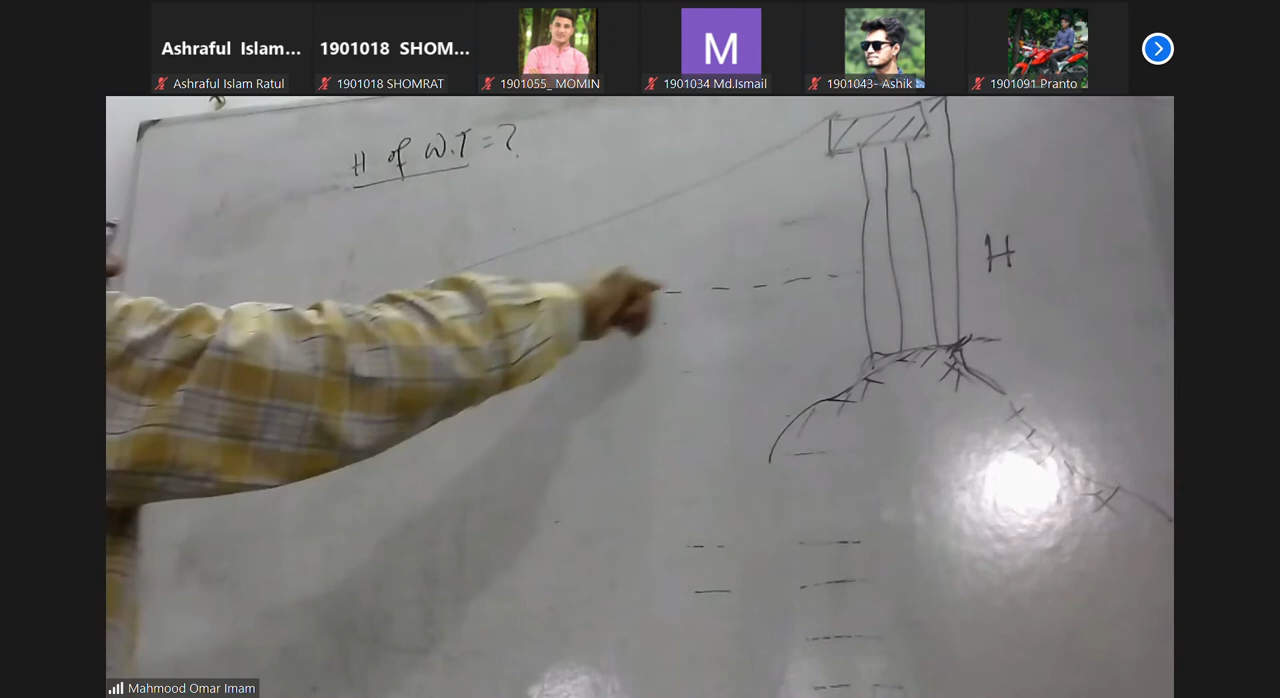 Ashraful Islam...
1901018 SHOM...
M
Ashraful Islam Ratul
1901018 SHOMRAT
1901055_ MOMIN
1901034 Md.Ismail
1901043- Ashik
1901091 Pranto
H of W.T = ?
H
Mahmood Omar Imam